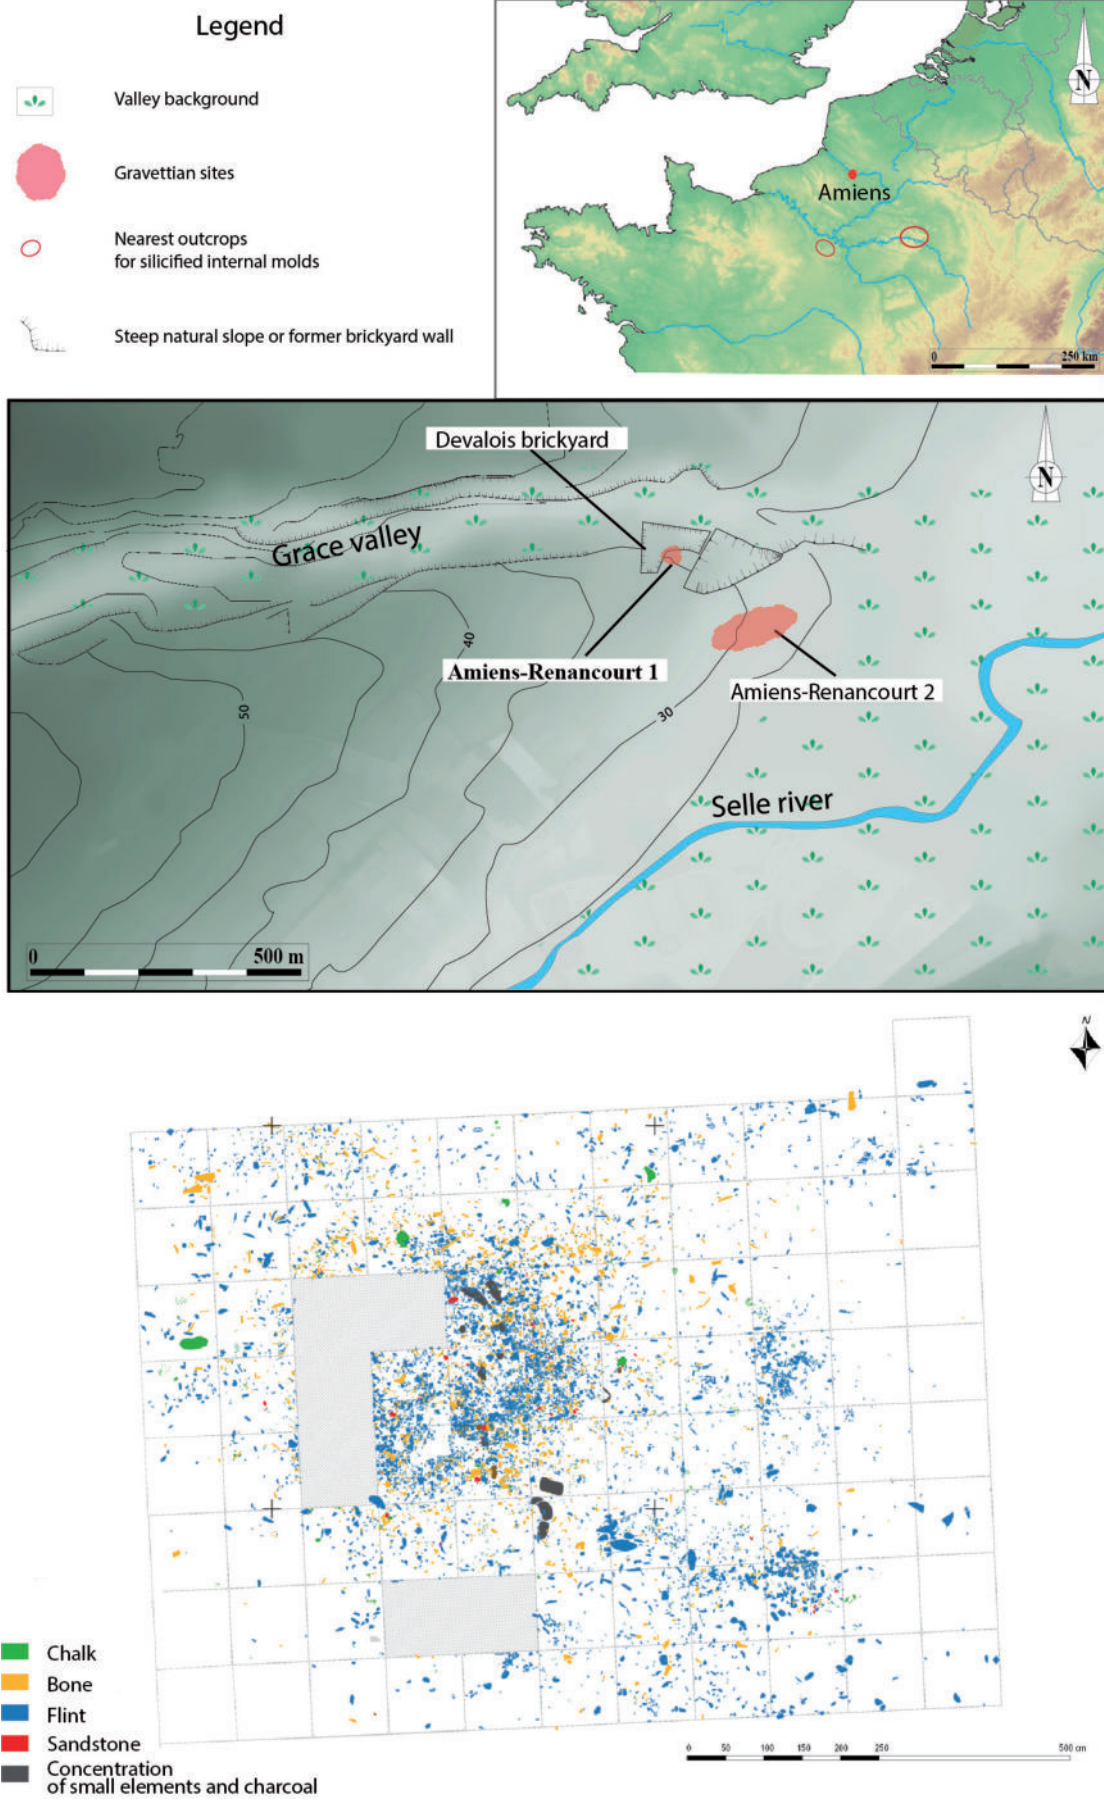 Legend
Valley background
Gravettian sites
Nearest outcrops
for silicified internal molds
Steep natural slope or former brickyard wall
N
Amiens
0 250 km
Devalois brickyard
N
Grace valley
40
Amiens-Renancourt 1
Amiens-Renancourt 2
50
30
Selle river
0 500 m
N
Chalk
Bone
Flint
Sandstone
Concentration
of small elements and charcoal
0 50 100 150 200 250 500 cm